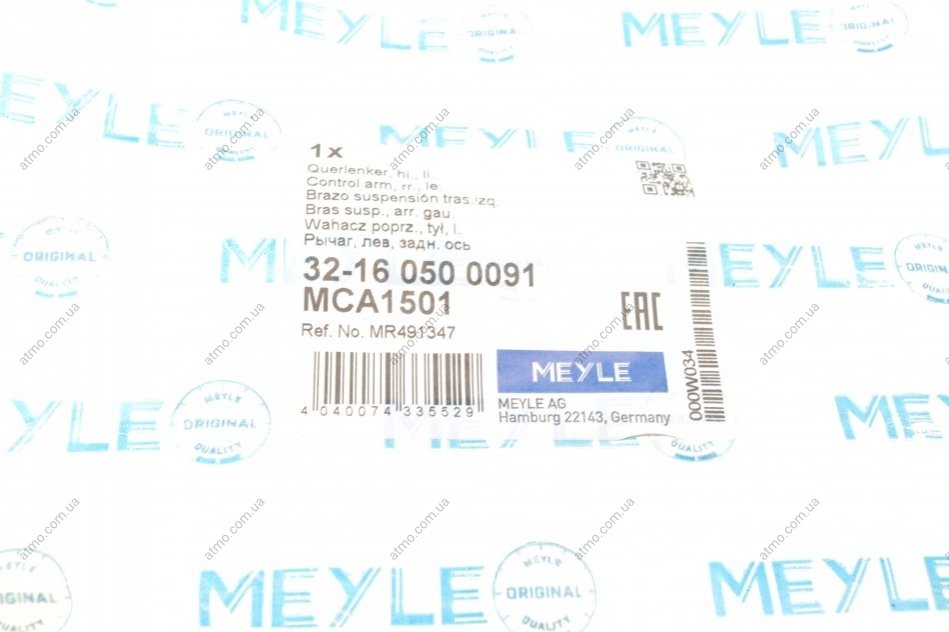 1x
Querlenker, hi., li.
Control arm, rr., le.
Brazo suspensión tras.izq.
Bras susp., arr. gau.
Wahacz poprz., tył, l.
Рычаг, лев, задн. ось
32-16 050 0091
MCA1501
Ref. No. MR491347
4 040074 335529
EAC
MEYLE
MEYLE AG
Hamburg 22143, Germany
000W034
MEYLE
MEYLE
ORIGINAL
QUALITY
atmo.com.ua